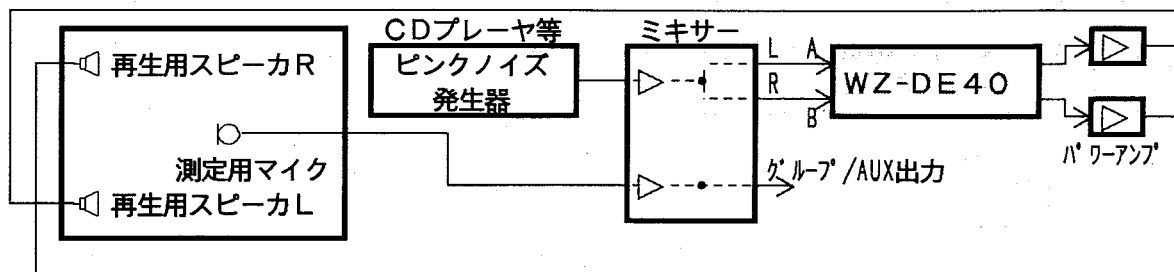 CDプレーヤ等
ピンクノイズ
発生器
ミキサー
L A
R
B
WZ-DE40
パワーアンプ
グループ/AUX出力
再生用スピーカR
測定用マイク
再生用スピーカL